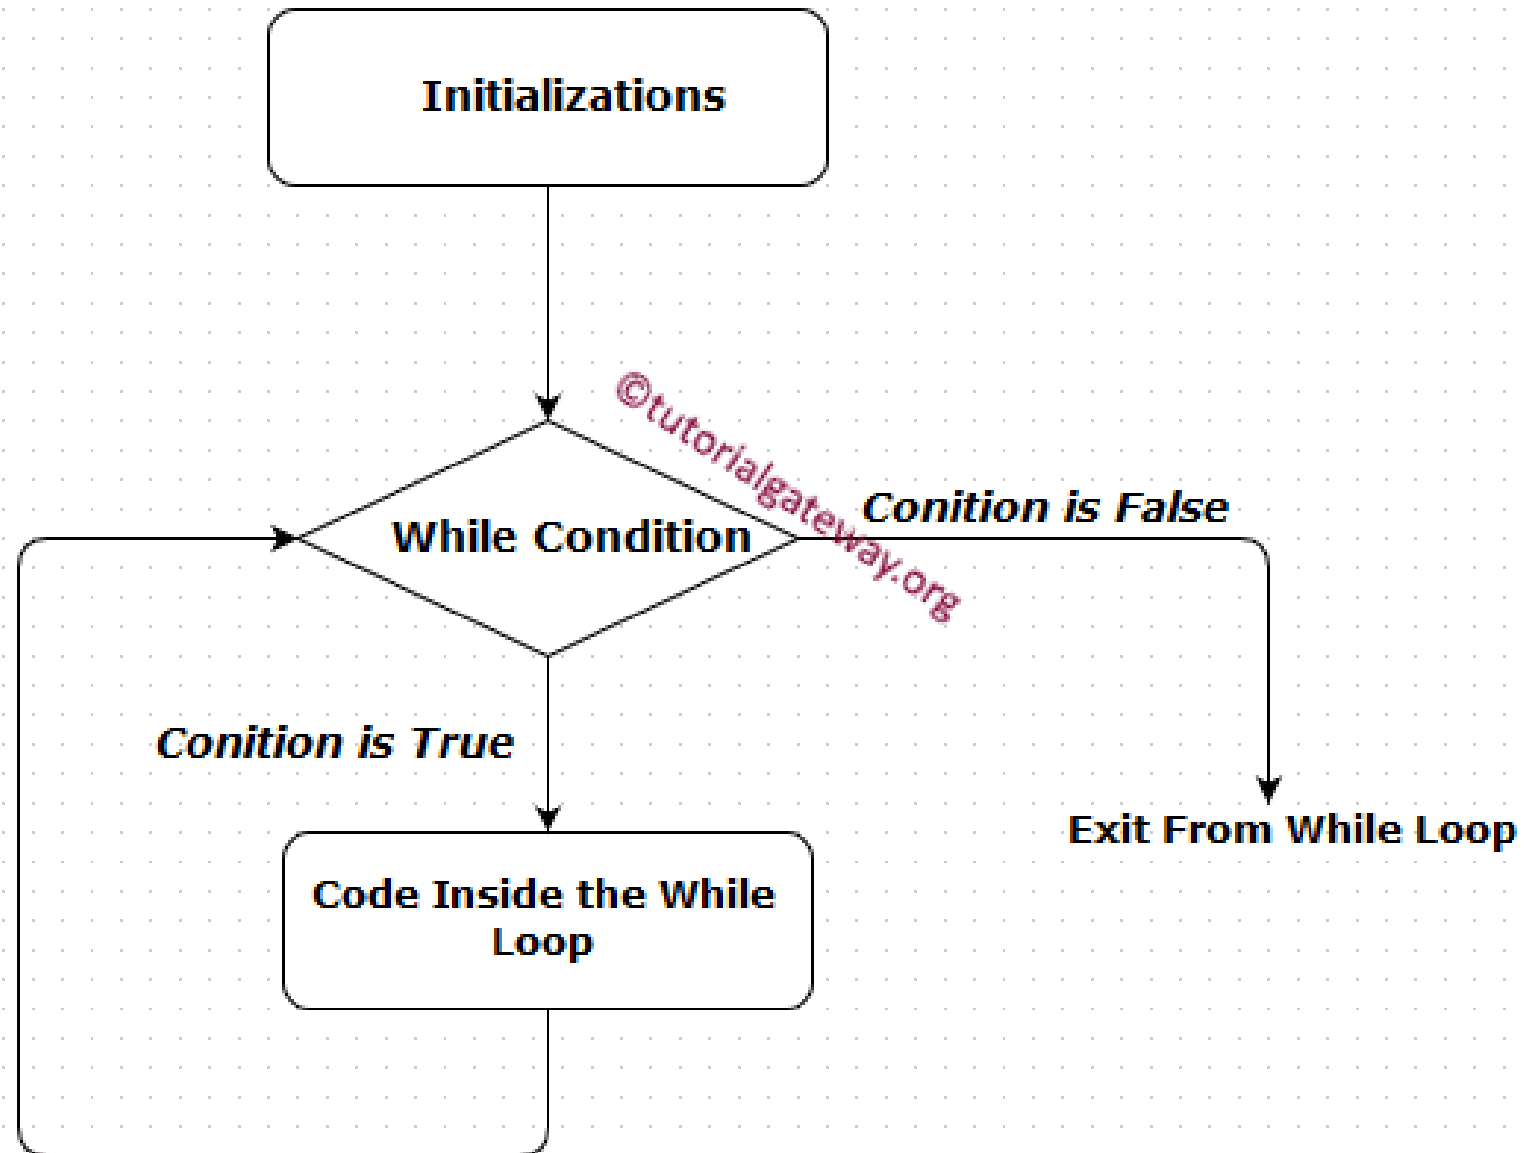 Initializations
©tutorialgateway.org
While Condition
Conition is False
Conition is True
Exit From While Loop
Code Inside the While
Loop